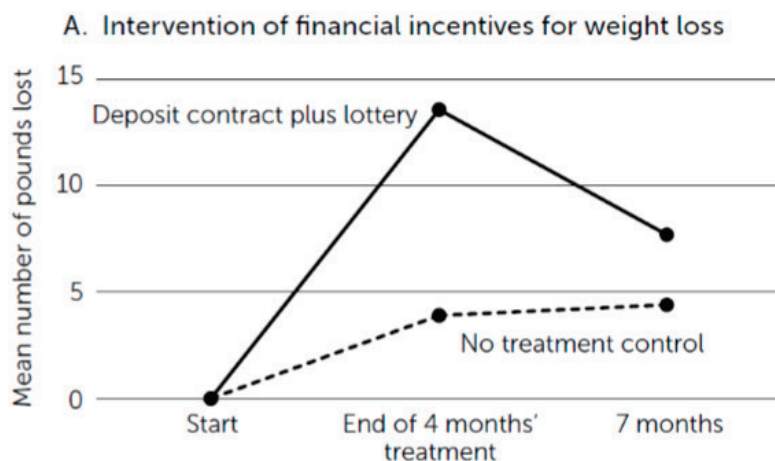 A. Intervention of financial incentives for weight loss
Mean number of pounds lost
15
Deposit contract plus lottery
10
5
No treatment control
0
Start
End of 4 months’
treatment
7 months